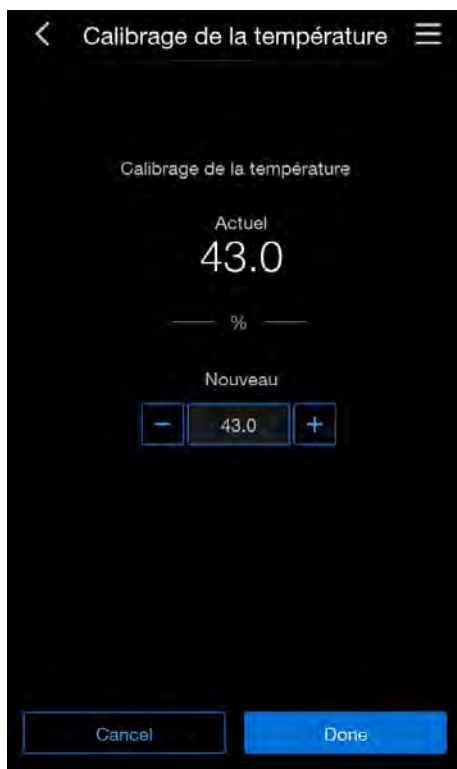 Calibrage de la température
Calibrage de la température
Actuel
43.0
%
Nouveau
− 43.0 +
Cancel Done